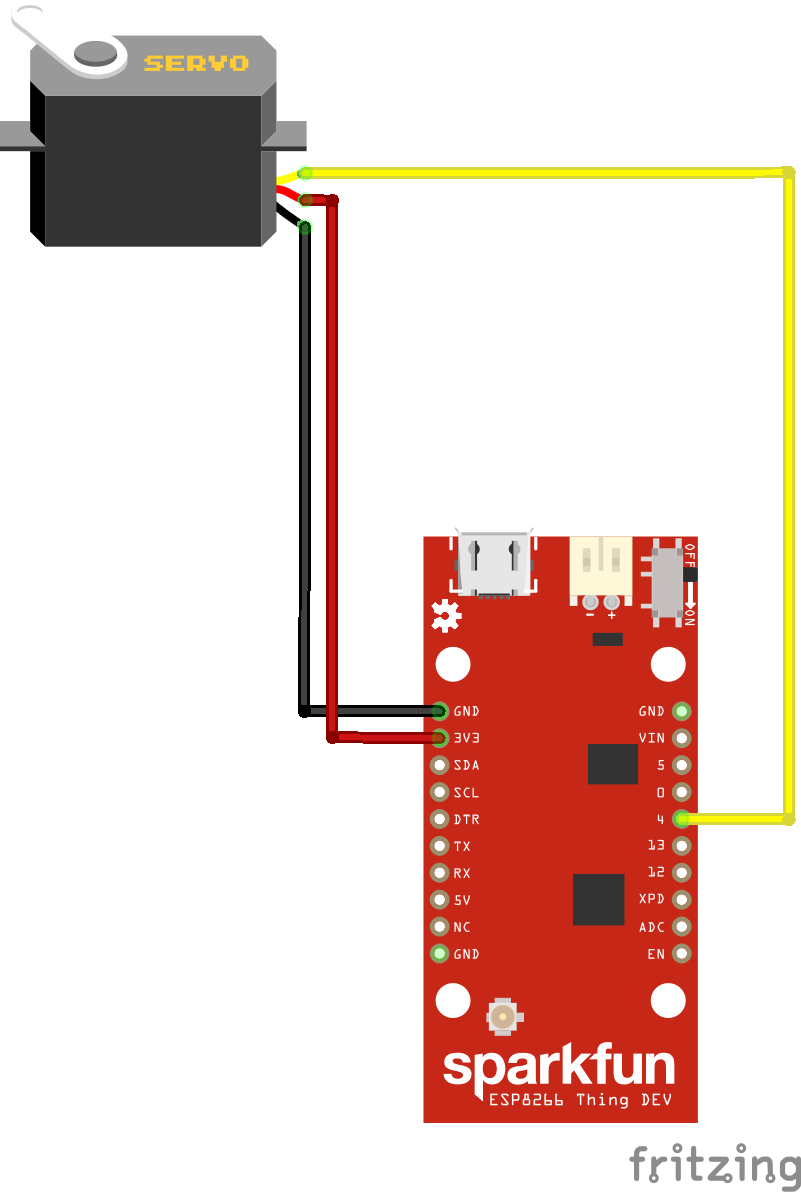 SERVO
OFF
ON
- +
GND GND
3V3 VIN
SDA 5
SCL 0
DTR 4
TX 13
RX 12
5V XPD
NC ADC
GND EN
sparkfun
ESP8266 Thing DEV
fritzing